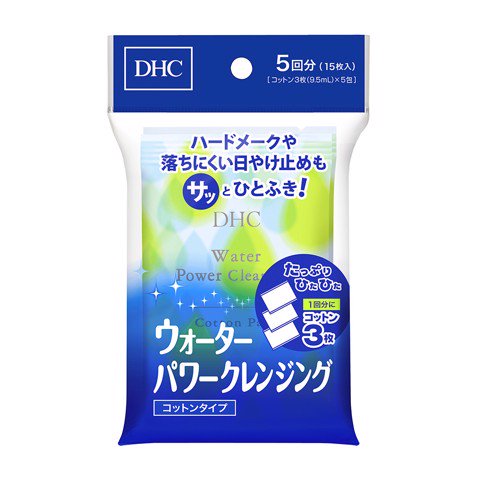 DHC
5回分(15枚入)
[コットン3枚(9.5mL)×5包]
ハードメークや
落ちにくい日やけ止めも
サッとひとふき!
DHC
Water
Power Clean
たっぷり
ひたひた
1回分に
コットン
3枚
Cotton Pa
ウォーター
パワークレンジング
コットンタイプ